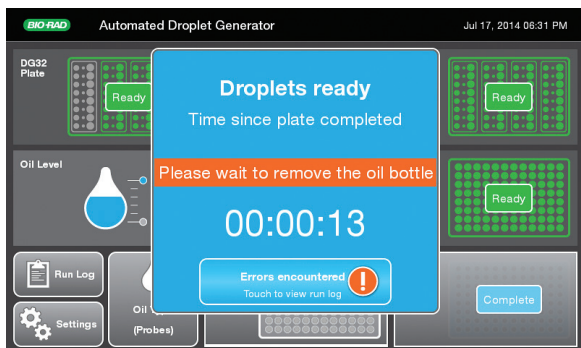 BIO-RAD Automated Droplet Generator Jul 17, 2014 06:31 PM
DG32
Plate
Ready
Ready
Droplets ready
Time since plate completed
Oil Level
Please wait to remove the oil bottle
Ready
00:00:13
Run Log
Errors encountered
Touch to view run log
!
Complete
Settings
Oil
(Probes)